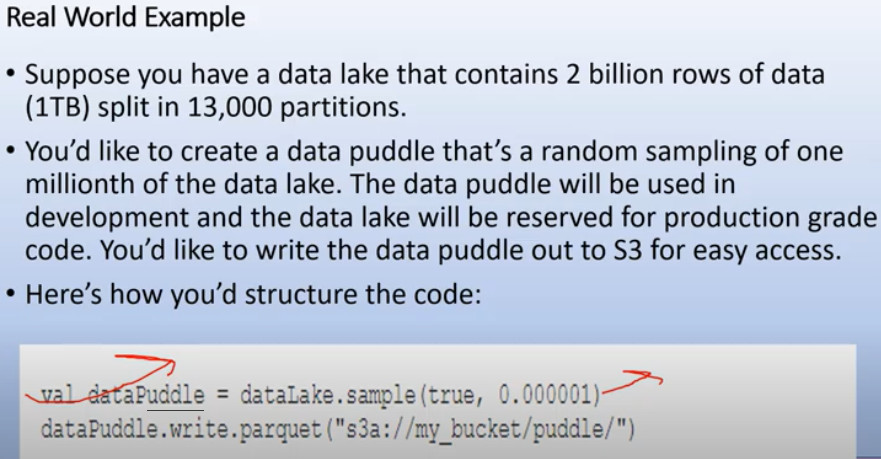 Real World Example
• Suppose you have a data lake that contains 2 billion rows of data
(1TB) split in 13,000 partitions.
• You’d like to create a data puddle that’s a random sampling of one
millionth of the data lake. The data puddle will be used in
development and the data lake will be reserved for production grade
code. You’d like to write the data puddle out to S3 for easy access.
• Here’s how you’d structure the code:
val dataPuddle = dataLake.sample(true, 0.000001)
dataPuddle.write.parquet("s3a://my_bucket/puddle/")